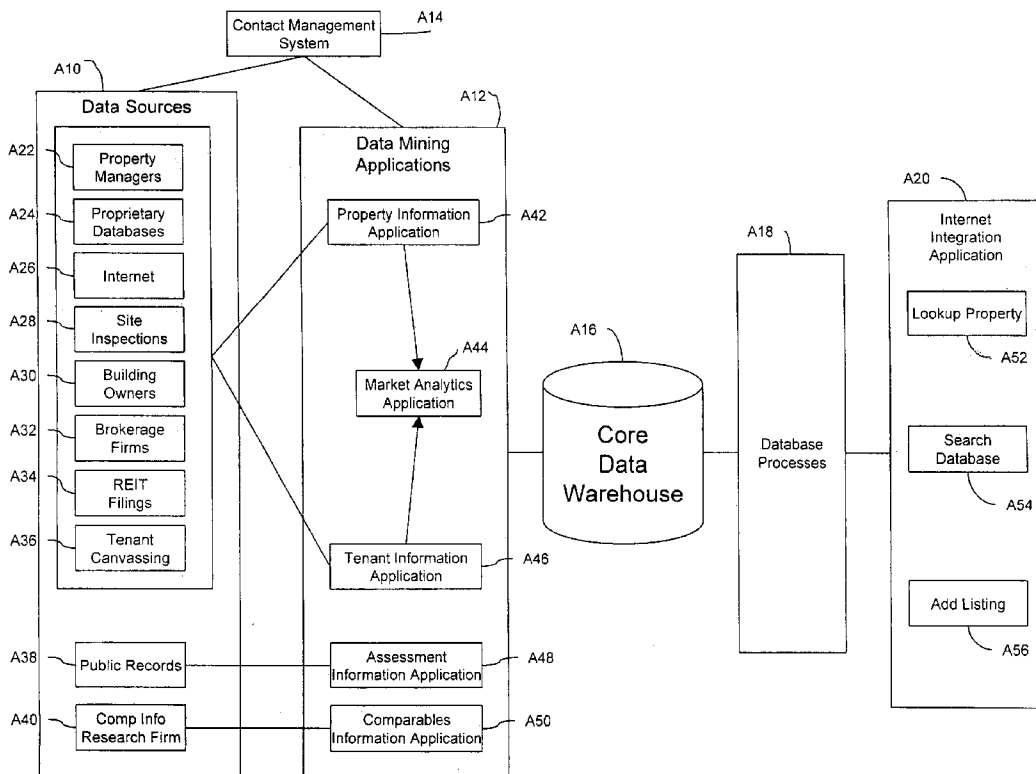 Contact Management
System
A14
A10
Data Sources
A22
Property
Managers
A24
Proprietary
Databases
A26
Internet
A28
Site
Inspections
A30
Building
Owners
A32
Brokerage
Firms
A34
REIT
Filings
A36
Tenant
Canvassing
A38
Public Records
A40
Comp Info
Research Firm
A12
Data Mining
Applications
Property Information
Application
A42
A44
Market Analytics
Application
Tenant Information
Application
A46
Assessment
Information Application
A48
Comparables
Information Application
A50
A16
Core
Data
Warehouse
A18
Database
Processes
A20
Internet
Integration
Application
Lookup Property
A52
Search
Database
A54
Add Listing
A56